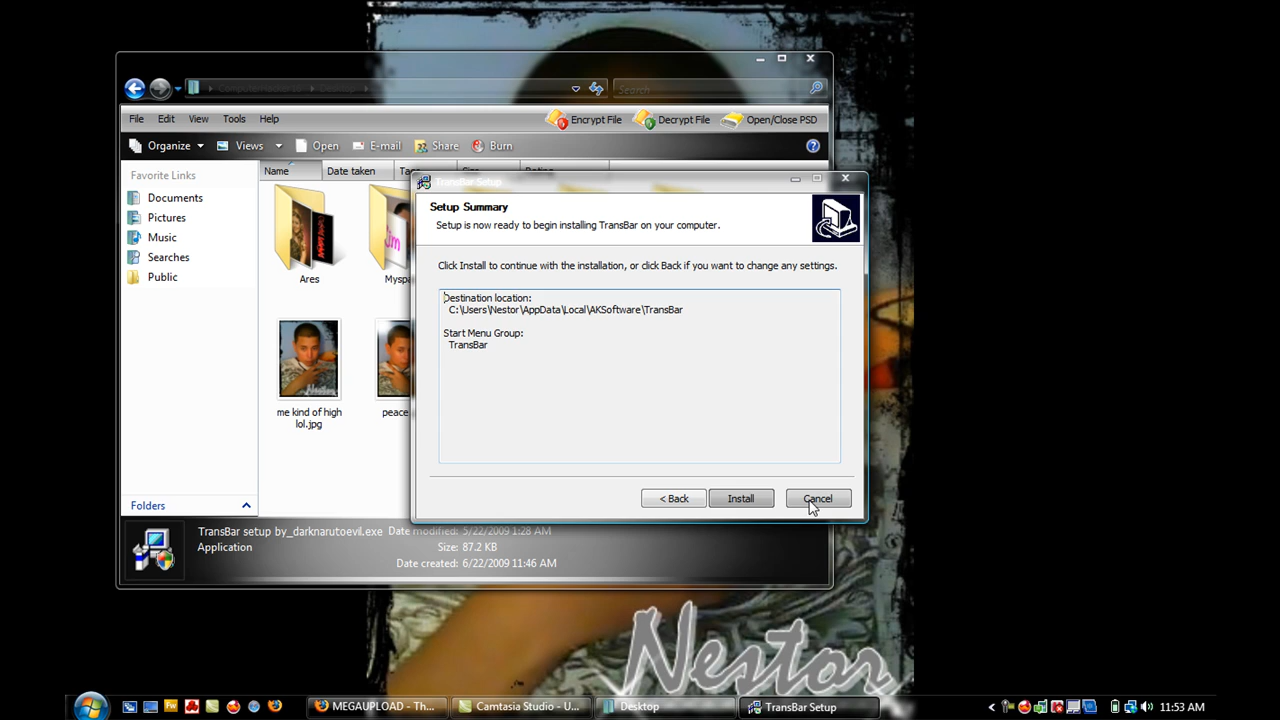 Search
File Edit View Tools Help Encrypt File Decrypt File Open/Close PSD
Organize Views Open E-mail Share Burn
Favorite Links
Documents
Pictures
Music
Searches
Public
Folders
Name Date taken
Ares
me kind of high
lol.jpg
peace
TransBar Setup
Setup Summary
Setup is now ready to begin installing TransBar on your computer.
Click Install to continue with the installation, or click Back if you want to change any settings.
Destination location:
C:\Users\Nestor\AppData\Local\AKSoftware\TransBar
Start Menu Group:
TransBar
< Back Install Cancel
TransBar setup by_darknarutoevil.exe Date modified: 5/22/2009 1:28 AM
Application Size: 87.2 KB
Date created: 6/22/2009 11:46 AM
Nestor
MEGAUPLOAD - Th... Camtasia Studio - U... Desktop TransBar Setup 11:53 AM